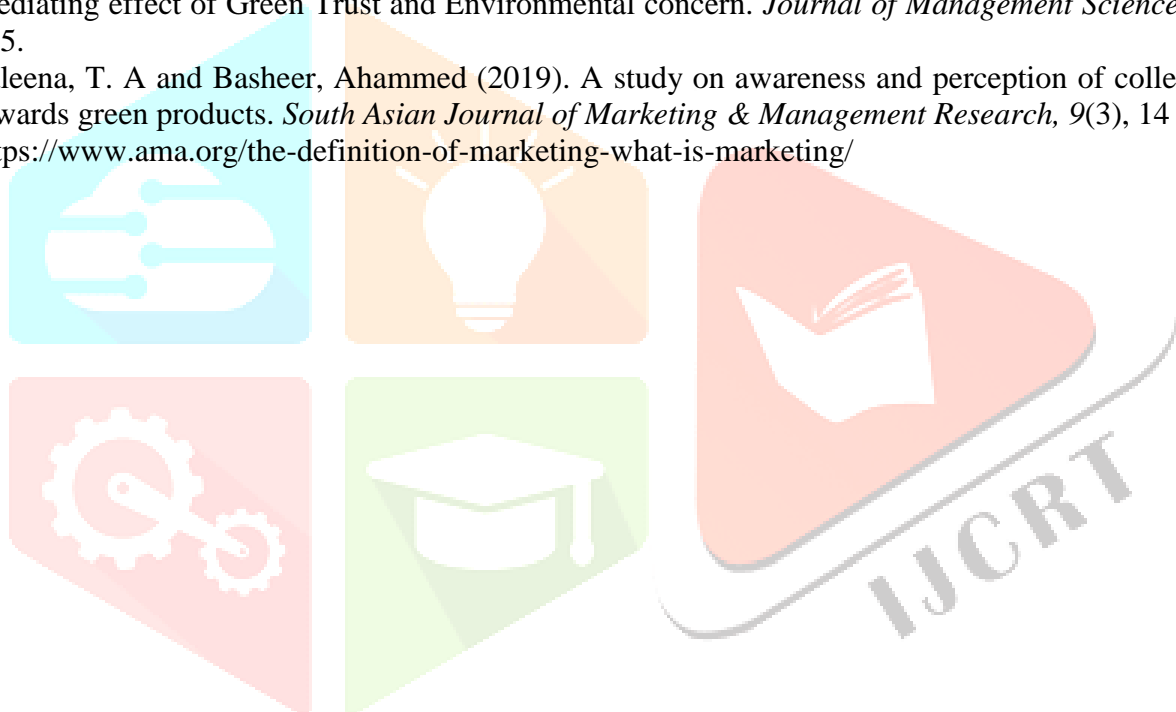 ediating effect of Green Trust and Environmental concern. Journal of Management Science
5.
leena, T. A and Basheer, Ahammed (2019). A study on awareness and perception of colle
wards green products. South Asian Journal of Marketing & Management Research, 9(3), 14
tps://www.ama.org/the-definition-of-marketing-what-is-marketing/
IJCRT